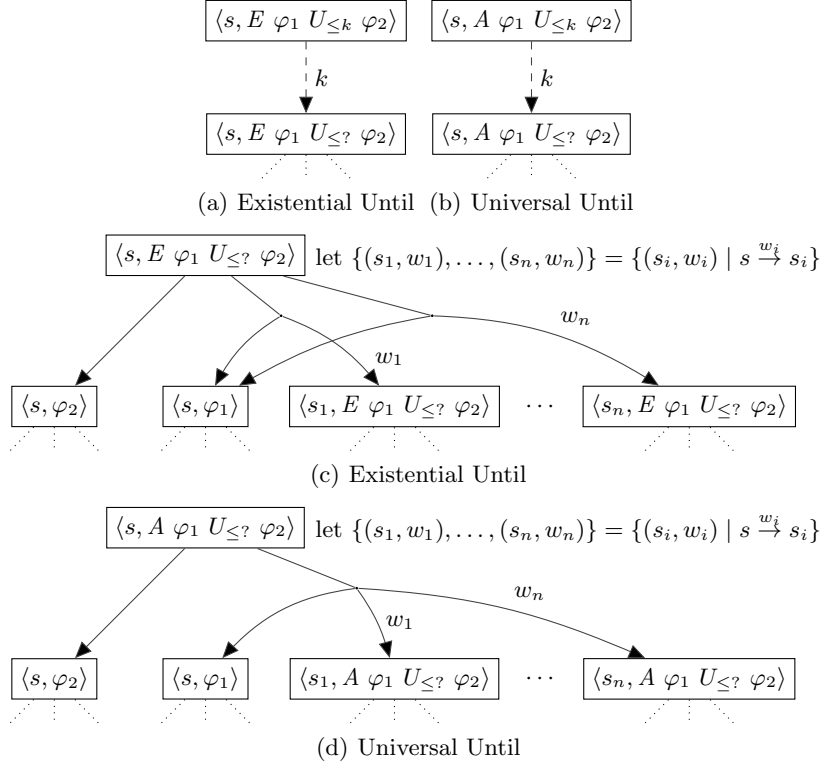 ⟨s, E φ₁ U≤k φ₂⟩ ⟨s, A φ₁ U≤k φ₂⟩
k k
⟨s, E φ₁ U≤? φ₂⟩ ⟨s, A φ₁ U≤? φ₂⟩
(a) Existential Until (b) Universal Until
⟨s, E φ₁ U≤? φ₂⟩ let {(s₁, w₁), . . . , (sₙ, wₙ)} = {(sᵢ, wᵢ) | s →^{wᵢ} sᵢ}
wₙ
w₁
⟨s, φ₂⟩ ⟨s, φ₁⟩ ⟨s₁, E φ₁ U≤? φ₂⟩ · · · ⟨sₙ, E φ₁ U≤? φ₂⟩
(c) Existential Until
⟨s, A φ₁ U≤? φ₂⟩ let {(s₁, w₁), . . . , (sₙ, wₙ)} = {(sᵢ, wᵢ) | s →^{wᵢ} sᵢ}
wₙ
w₁
⟨s, φ₂⟩ ⟨s, φ₁⟩ ⟨s₁, A φ₁ U≤? φ₂⟩ · · · ⟨sₙ, A φ₁ U≤? φ₂⟩
(d) Universal Until